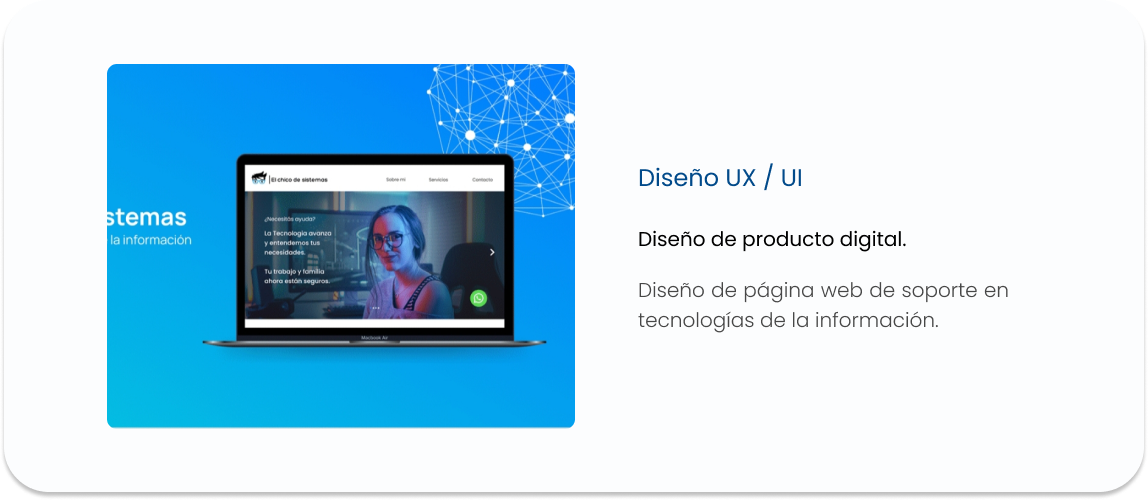 stemas
la información
El chico de sistemas
Sobre mi
Servicios
Contacto
¿Necesitás ayuda?
La Tecnología avanza
y entendemos tus
necesidades.
Tu trabajo y familia
ahora están seguros.
Macbook Air
Diseño UX / UI
Diseño de producto digital.
Diseño de página web de soporte en
tecnologías de la información.